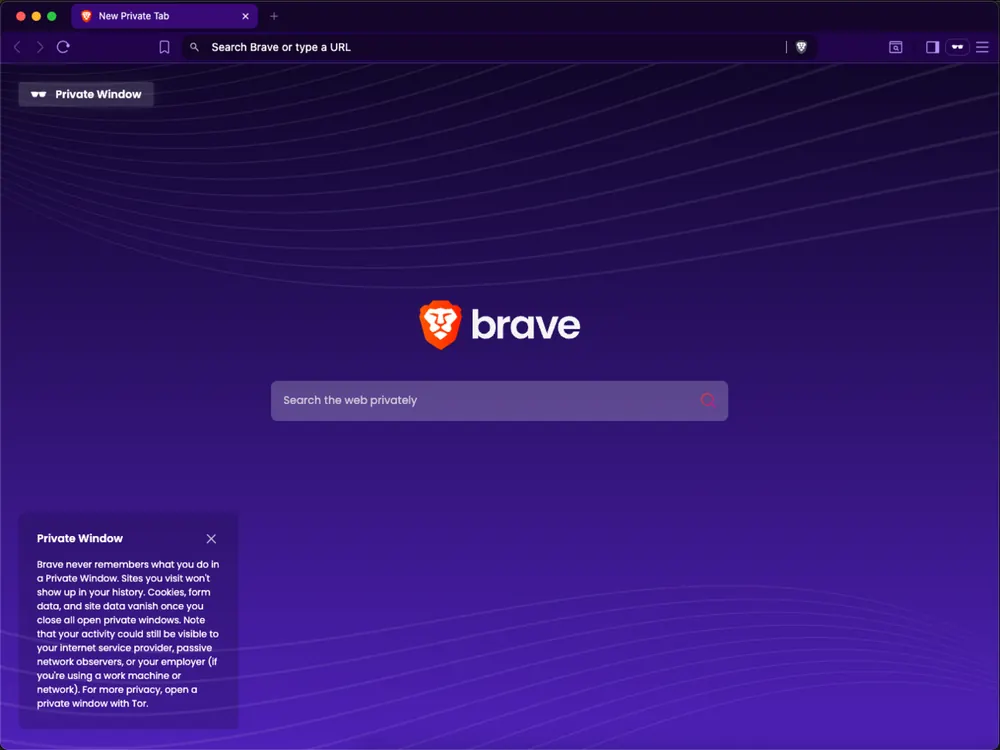 New Private Tab
Search Brave or type a URL
Private Window
brave
Search the web privately
Private Window
Brave never remembers what you do in
a Private Window. Sites you visit won't
show up in your history. Cookies, form
data, and site data vanish once you
close all open private windows. Note
that your activity could still be visible to
your internet service provider, passive
network observers, or your employer (if
you're using a work machine or
network). For more privacy, open a
private window with Tor.